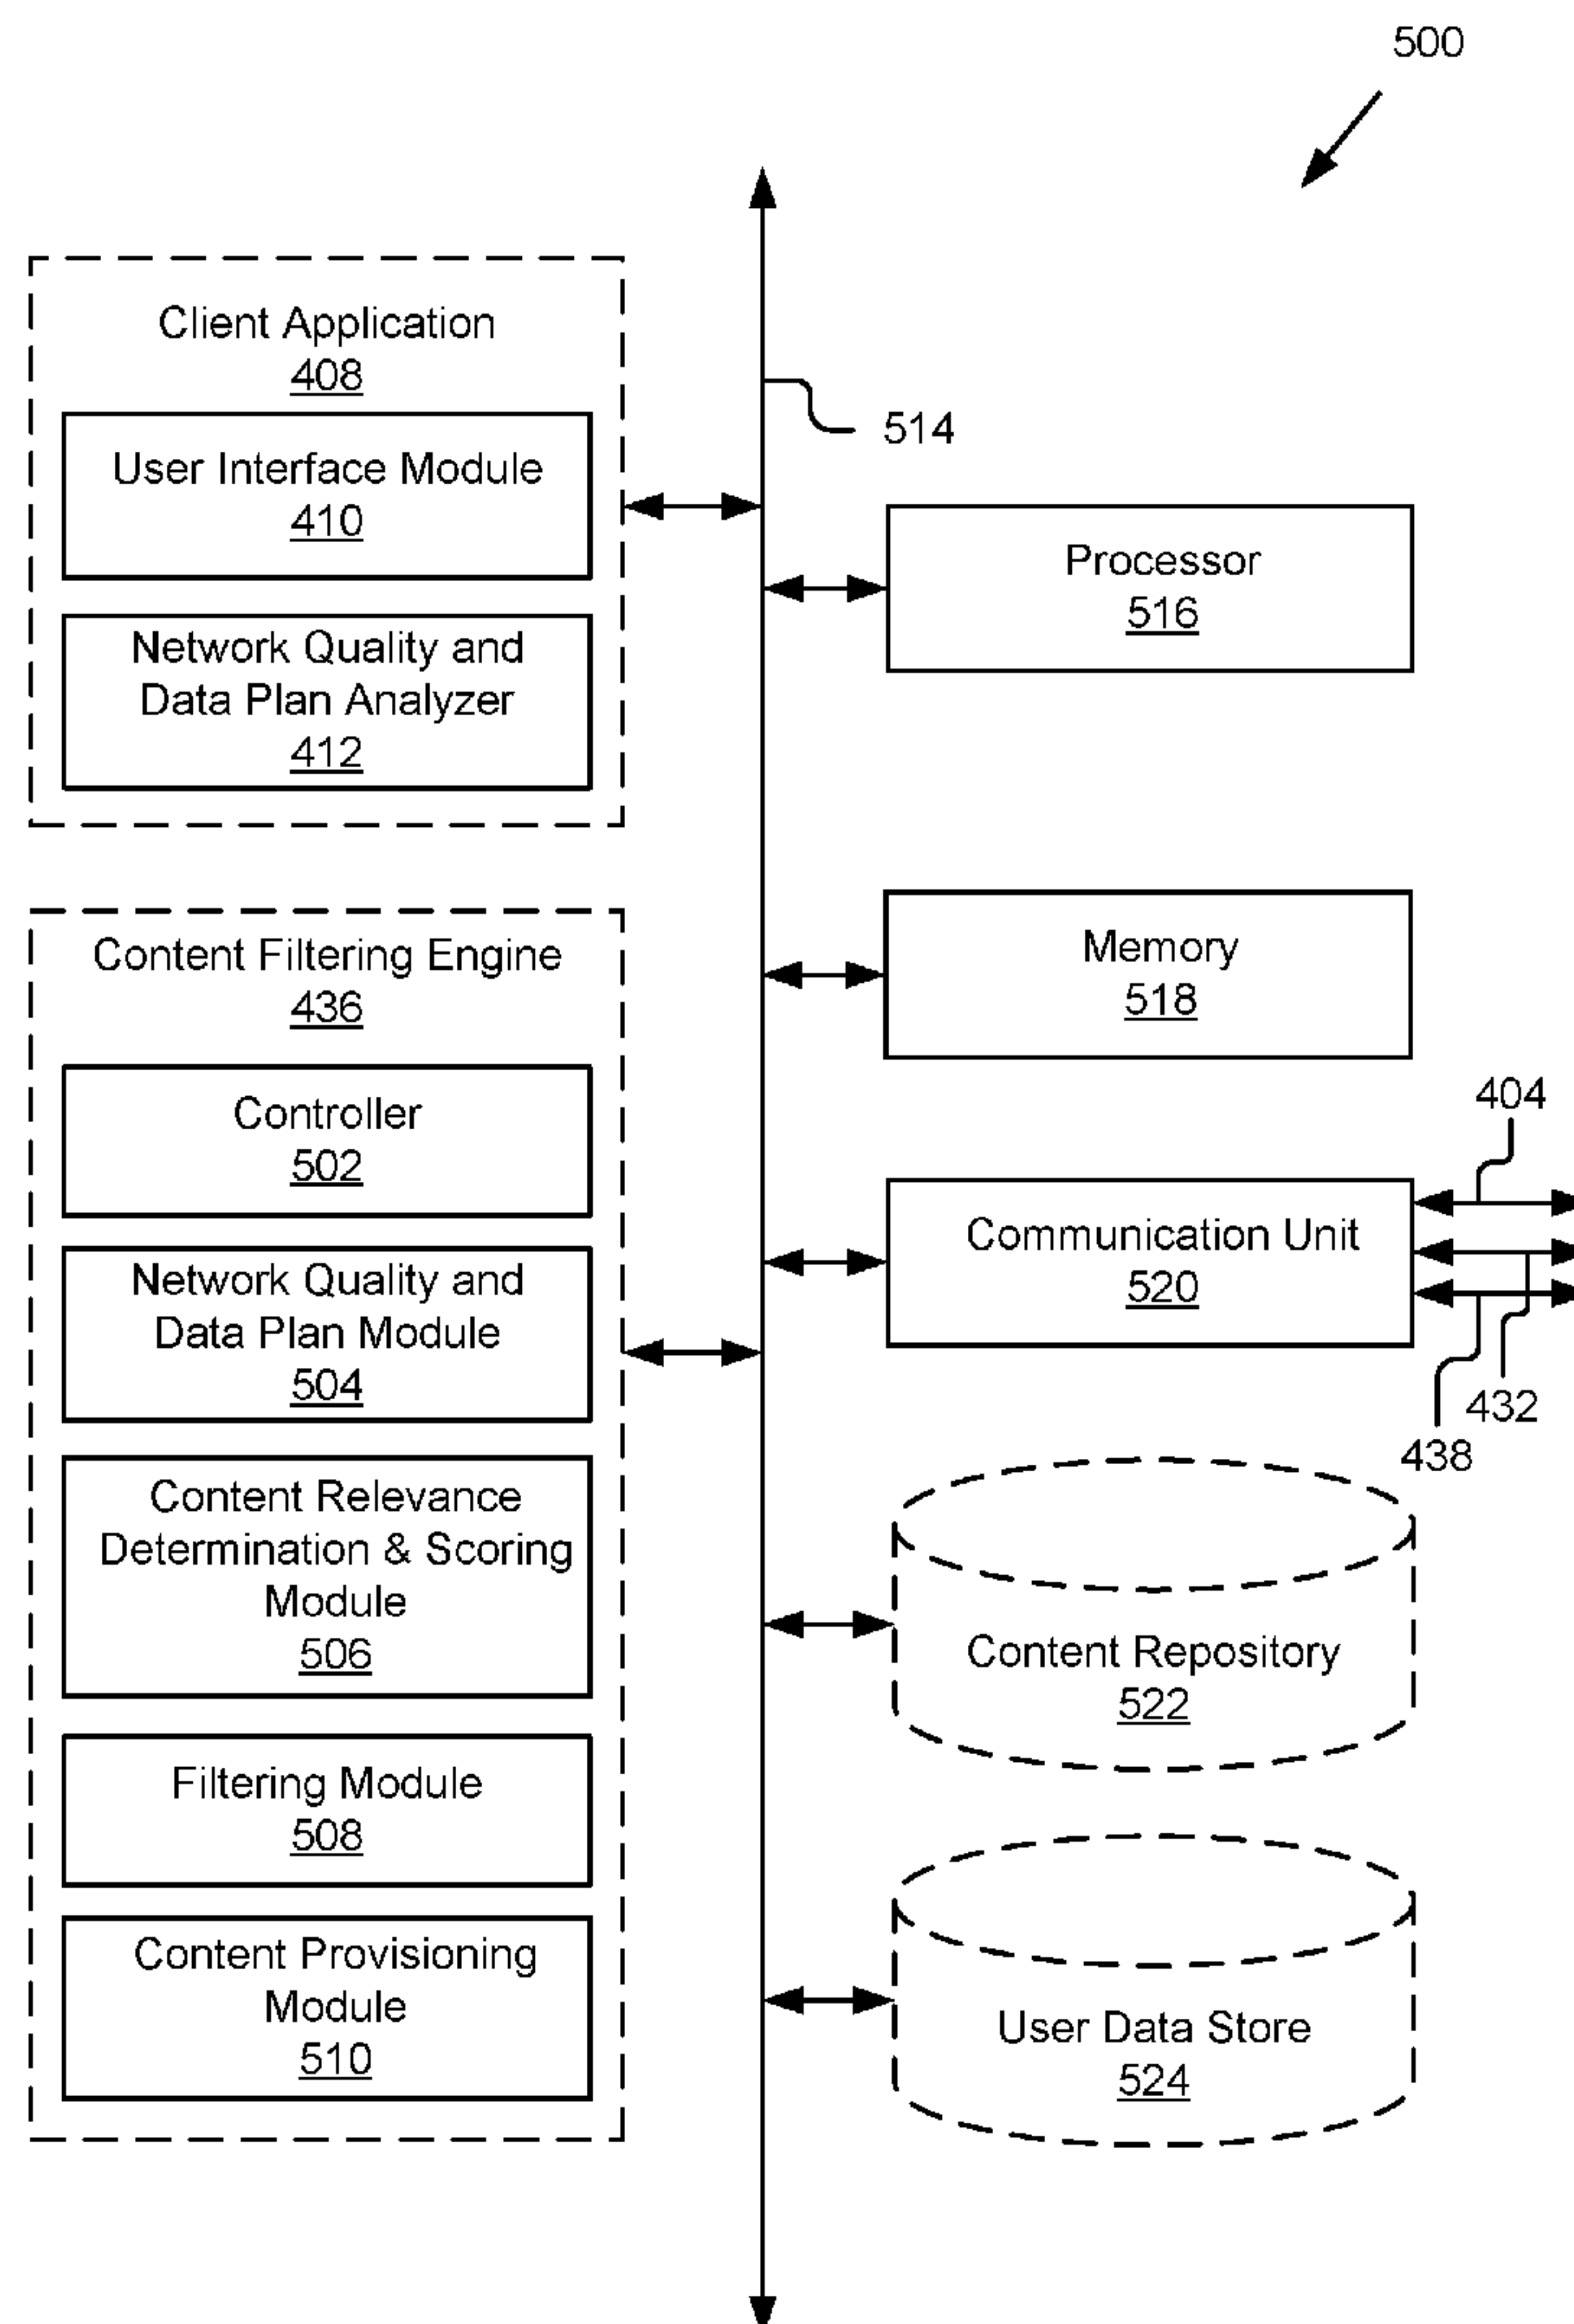 500
Client Application
408
User Interface Module
410
Network Quality and
Data Plan Analyzer
412
514
Processor
516
Content Filtering Engine
436
Controller
502
Network Quality and
Data Plan Module
504
Content Relevance
Determination & Scoring
Module
506
Filtering Module
508
Content Provisioning
Module
510
Memory
518
404
Communication Unit
520
432
438
Content Repository
522
User Data Store
524